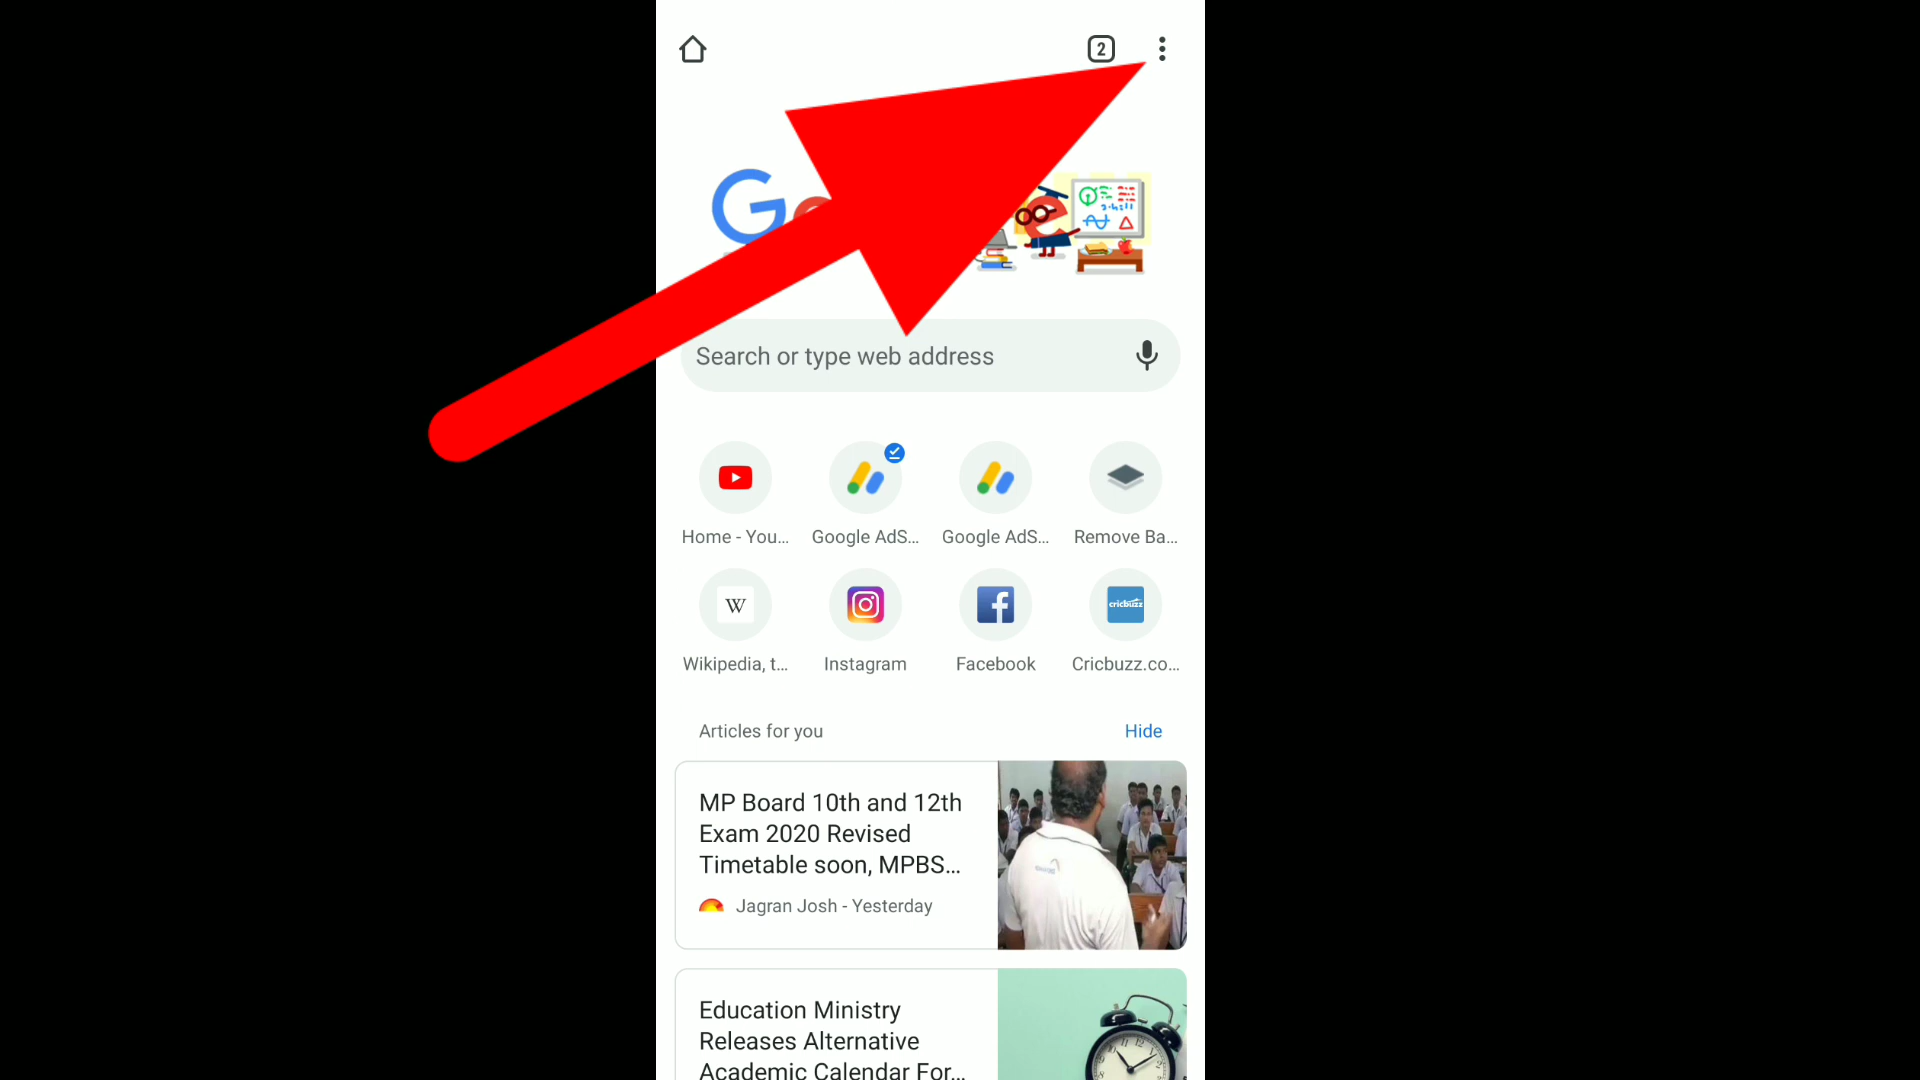 2
G
Search or type web address
Home - You...
Google AdS...
Google AdS...
Remove Ba...
W
cricbuzz
Wikipedia, t...
Instagram
Facebook
Cricbuzz.co...
Articles for you
Hide
MP Board 10th and 12th
Exam 2020 Revised
Timetable soon, MPBS...
Jagran Josh - Yesterday
Education Ministry
Releases Alternative
Academic Calendar For...